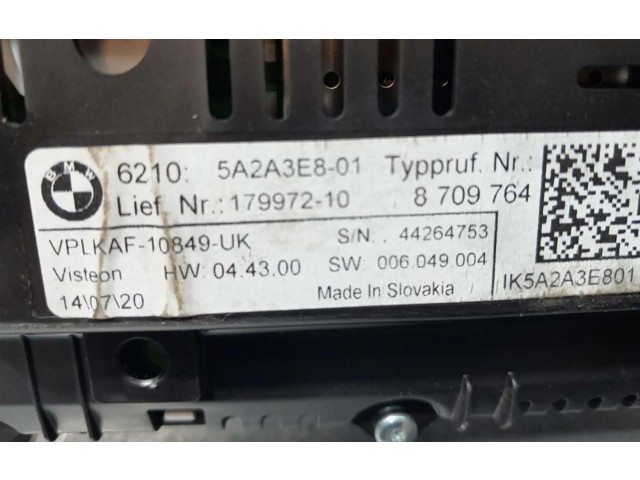 BMW
6210: 5A2A3E8-01 Typpruf. Nr.:
Lief. Nr.: 179972-10 8 709 764
VPLKAF-10849-UK S/N: 44264753
Visteon HW: 04.43.00 SW: 006.049.004
14\07\20 Made In Slovakia
IK5A2A3E801